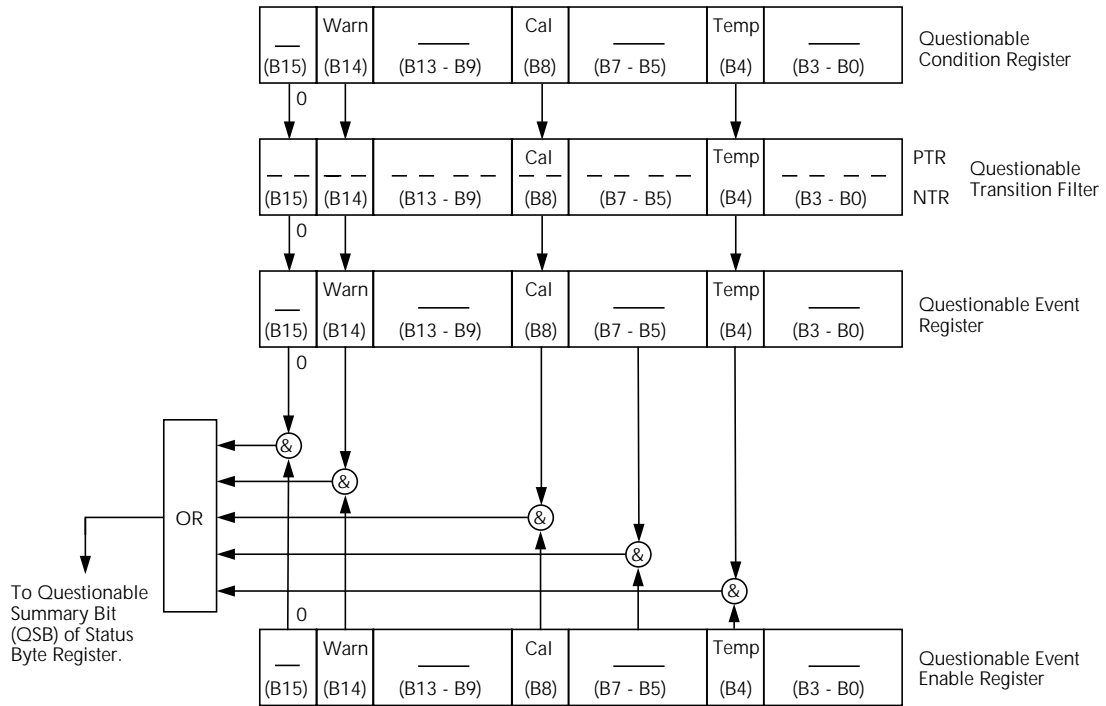 Warn Cal Temp
(B15) (B14) (B13 - B9) (B8) (B7 - B5) (B4) (B3 - B0)
Questionable
Condition Register
0
Cal Temp
(B15) (B14) (B13 - B9) (B8) (B7 - B5) (B4) (B3 - B0)
PTR
NTR
Questionable
Transition Filter
0
Warn Cal Temp
(B15) (B14) (B13 - B9) (B8) (B7 - B5) (B4) (B3 - B0)
Questionable Event
Register
0
&
&
OR
&
&
&
To Questionable
Summary Bit
(QSB) of Status
Byte Register.
0
Warn Cal Temp
(B15) (B14) (B13 - B9) (B8) (B7 - B5) (B4) (B3 - B0)
Questionable Event
Enable Register